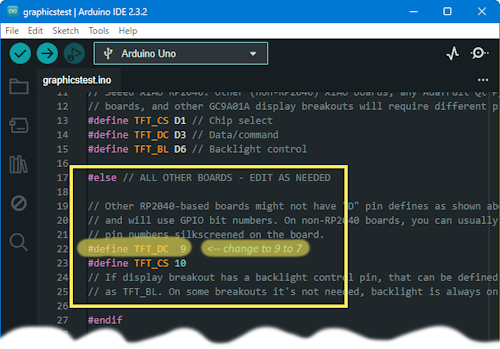 graphicstest | Arduino IDE 2.3.2
File Edit Sketch Tools Help
Arduino Uno
graphicstest.ino
11 // Seeed XIAO RP2040. Other (non-RP2040) XIAO boards, any Adafruit Qt P
12 // boards, and other GC9A01A display breakouts will require different pi
13 #define TFT_CS D1 // Chip select
14 #define TFT_DC D3 // Data/command
15 #define TFT_BL D6 // Backlight control
16
17 #else // ALL OTHER BOARDS - EDIT AS NEEDED
18
19 // Other RP2040-based boards might not have "D" pin defines as shown abo
20 // and will use GPIO bit numbers. On non-RP2040 boards, you can usually
21 // pin numbers silkscreened on the board.
22 #define TFT_DC 9 <-- change to 9 to 7
23 #define TFT_CS 10
24 // If display breakout has a backlight control pin, that can be defined
25 // as TFT_BL. On some breakouts it's not needed, backlight is always on
26
27 #endif